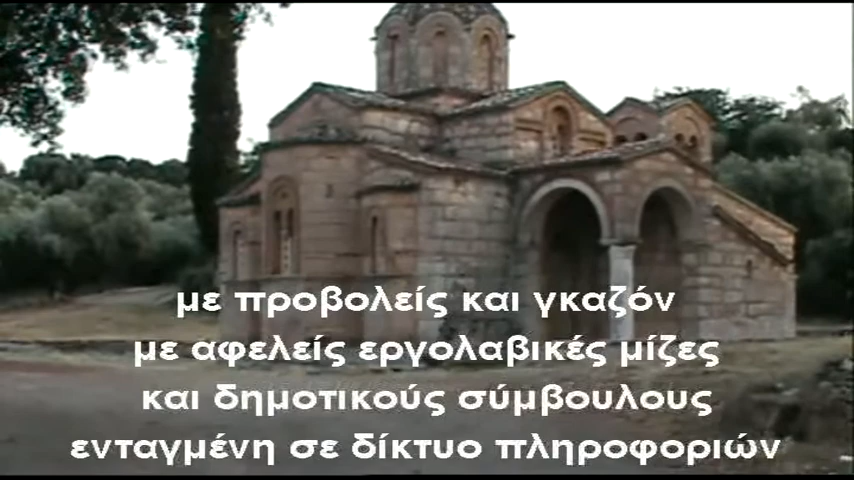 με προβολείς και γκαζόν
με αφελείς εργολαβικές μίζες
και δημοτικούς σύμβουλους
ενταγμένη σε δίκτυο πληροφοριών